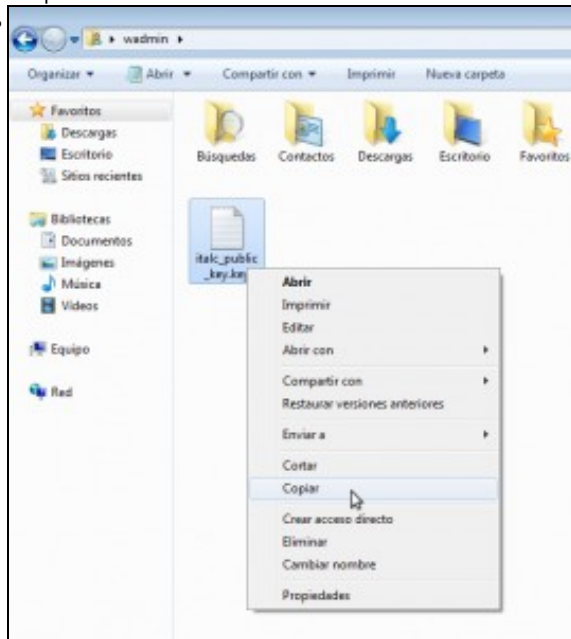 wadmin
Organizar Abrir Compartir con Imprimir Nueva carpeta
Favoritos
Descargas
Escritorio
Sitios recientes
Bibliotecas
Documentos
Imágenes
Música
Vídeos
Equipo
Red
Búsquedas Contactos Descargas Escritorio Favoritos
italc_public
_key.key
Abrir
Imprimir
Editar
Abrir con
Compartir con
Restaurar versiones anteriores
Enviar a
Cortar
Copiar
Crear acceso directo
Eliminar
Cambiar nombre
Propiedades